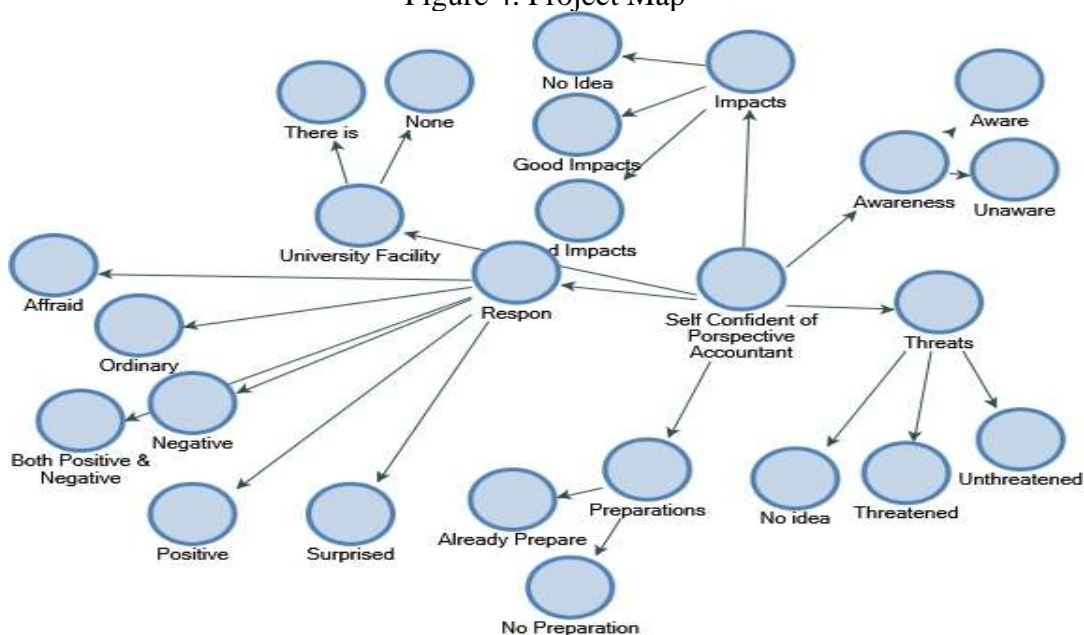 Figure 4. Project Map
No Idea
Impacts
There is
None
Aware
Good Impacts
Awareness
Unaware
University Facility
d Impacts
Affraid
Respon
Self Confident of
Porspective
Accountant
Threats
Ordinary
Negative
Both Positive &
Negative
Unthreatened
Preparations
No idea
Threatened
Already Prepare
Positive
Surprised
No Preparation